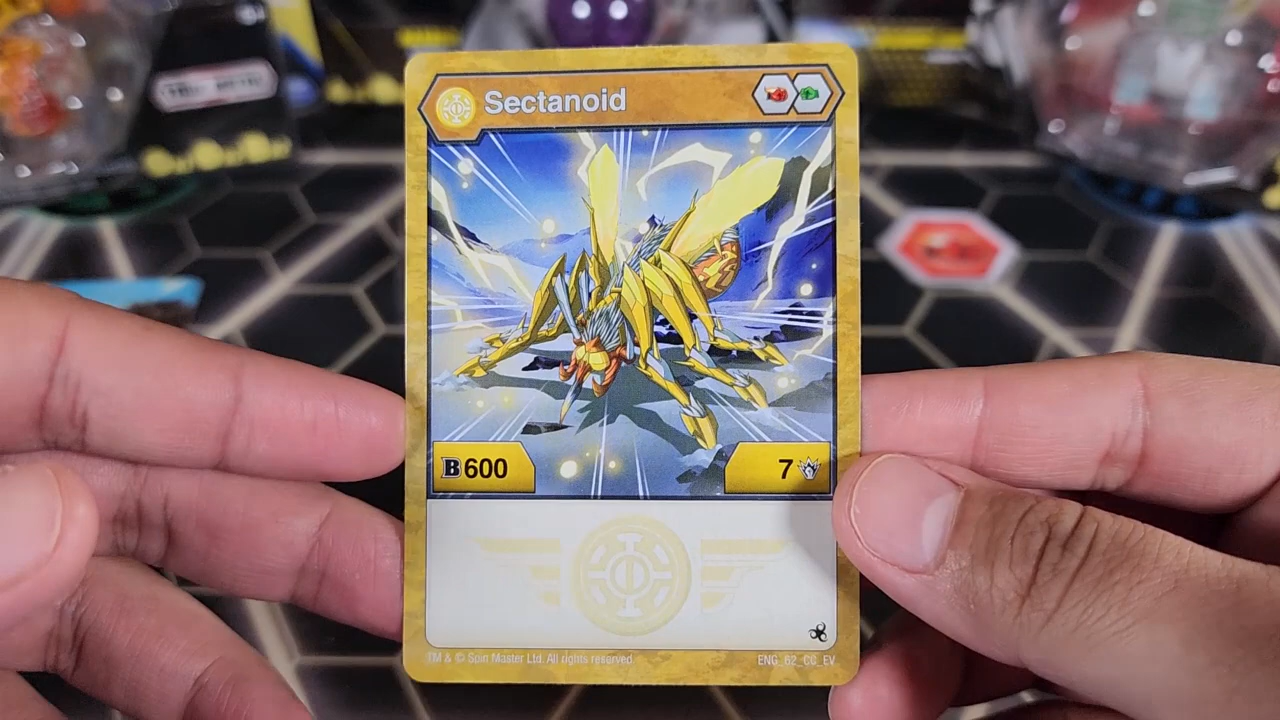 Sectanoid
B600
7
TM & © Spin Master Ltd. All rights reserved.
ENG_62_CC_EV